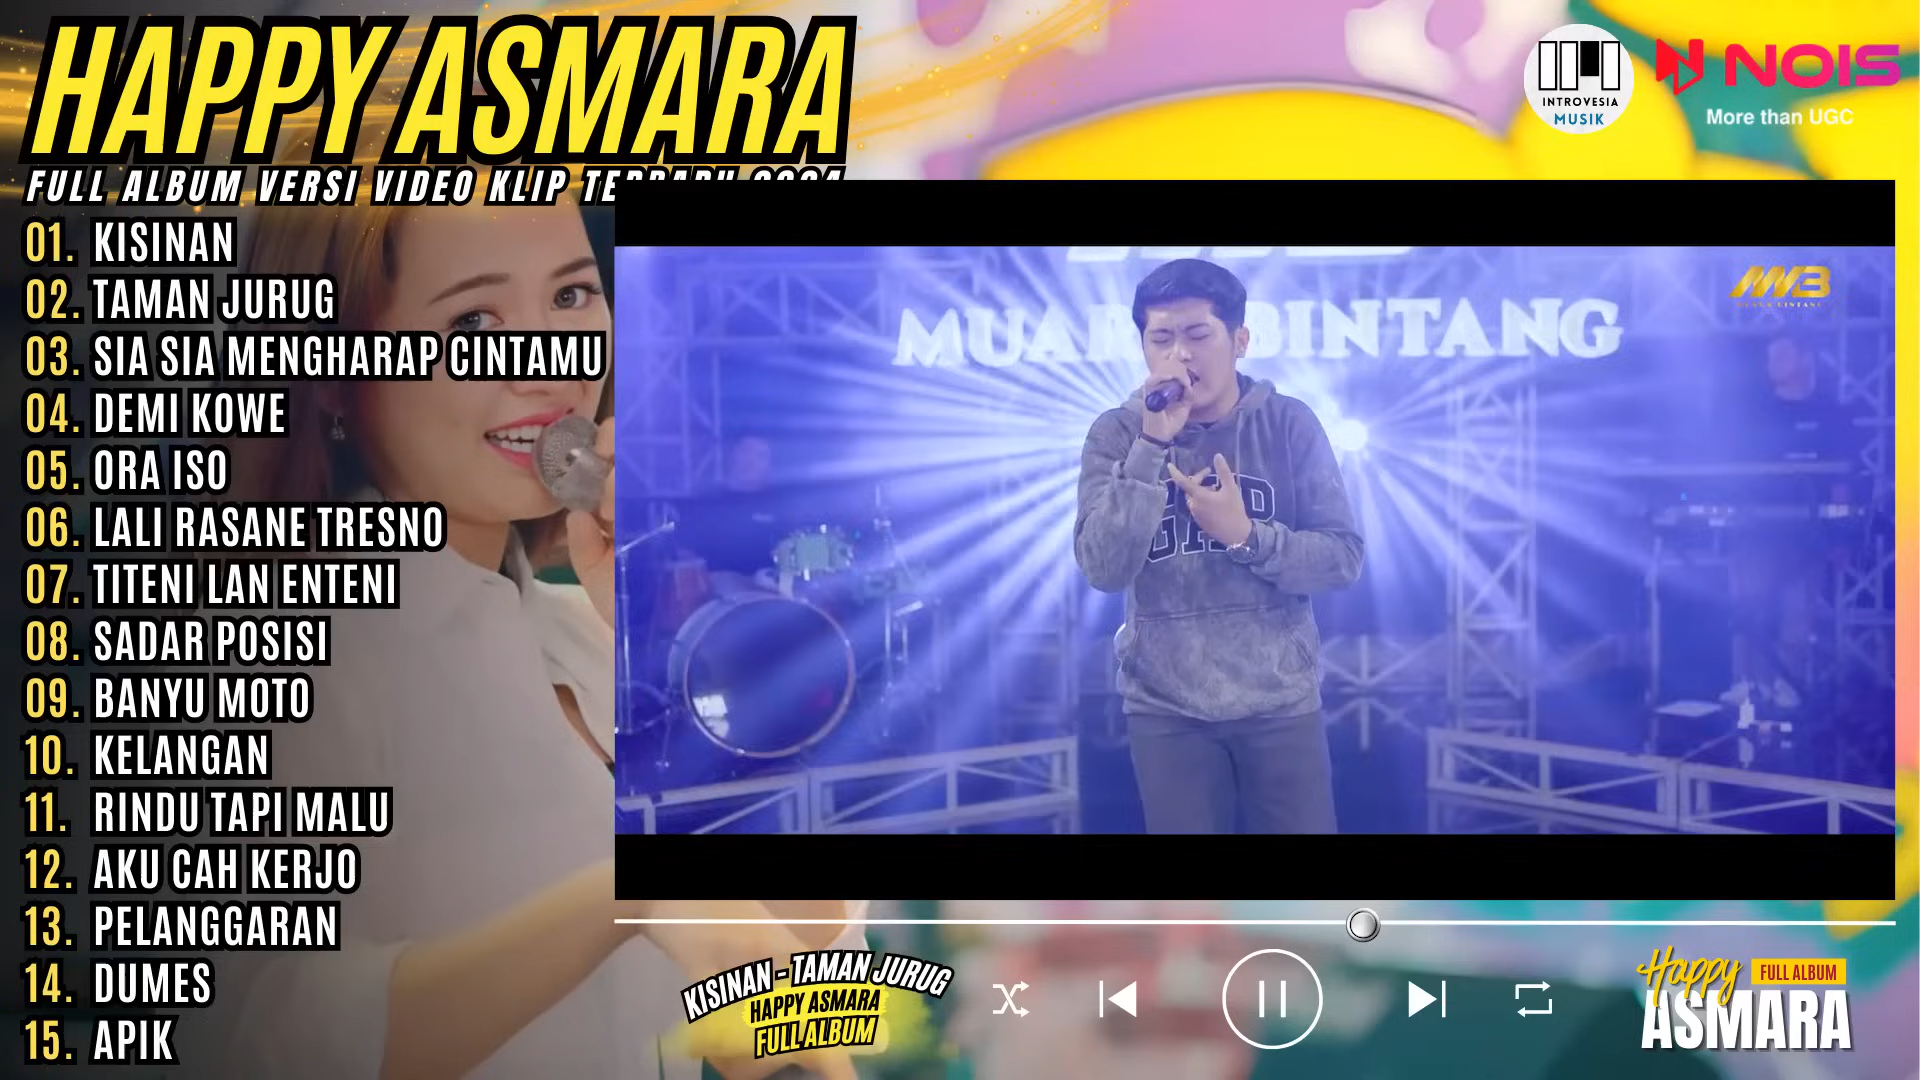 HAPPY ASMARA
FULL ALBUM VERSI VIDEO KLIP
01. KISINAN
02. TAMAN JURUG
03. SIA SIA MENGHARAP CINTAMU
04. DEMI KOWE
05. ORA ISO
06. LALI RASANE TRESNO
07. TITENI LAN ENTENI
08. SADAR POSISI
09. BANYU MOTO
10. KELANGAN
11. RINDU TAPI MALU
12. AKU CAH KERJO
13. PELANGGARAN
14. DUMES
15. APIK
INTROVESIA
MUSIK
NOIS
More than UGC
BINTANG
KISINAN - TAMAN JURUG
HAPPY ASMARA
FULL ALBUM
Happy
FULL ALBUM
ASMARA